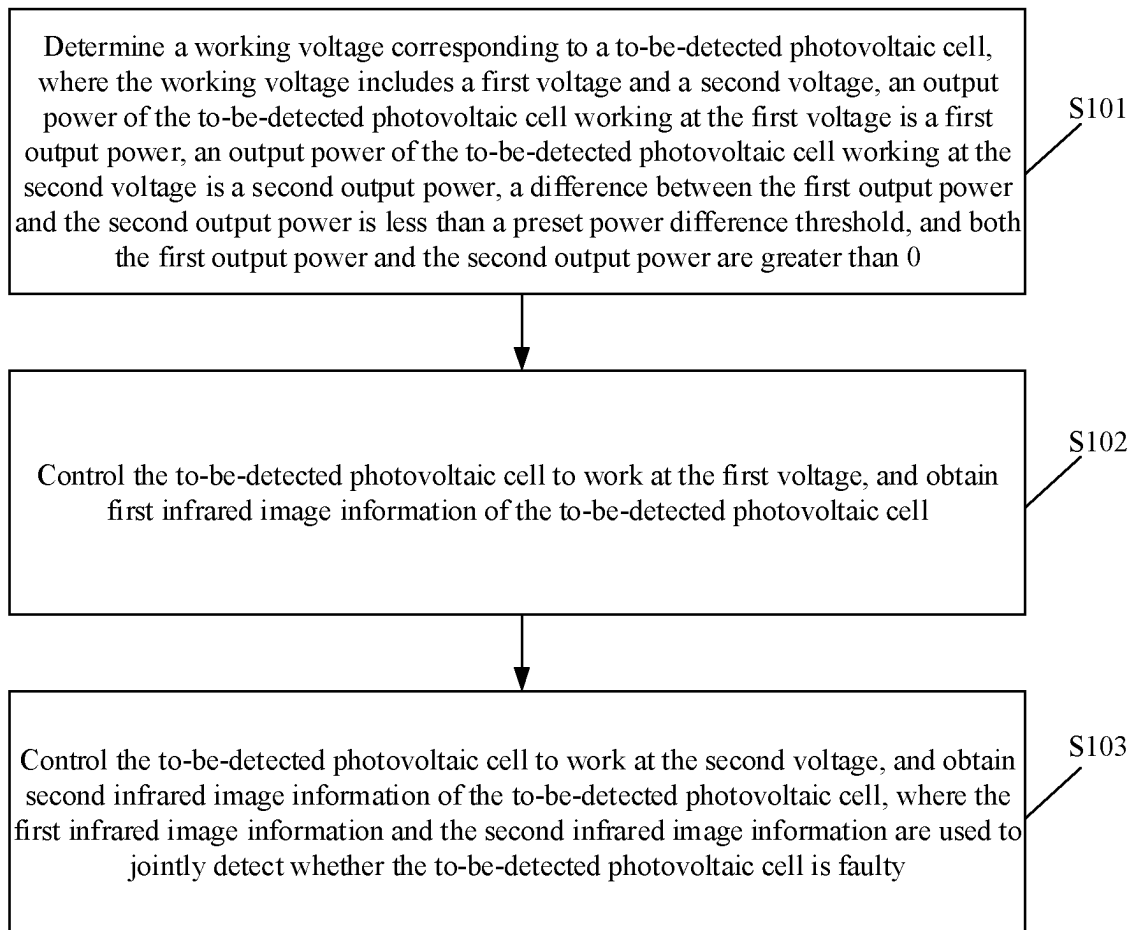 Determine a working voltage corresponding to a to-be-detected photovoltaic cell,
where the working voltage includes a first voltage and a second voltage, an output
power of the to-be-detected photovoltaic cell working at the first voltage is a first
output power, an output power of the to-be-detected photovoltaic cell working at the
second voltage is a second output power, a difference between the first output power
and the second output power is less than a preset power difference threshold, and both
the first output power and the second output power are greater than 0
S101
Control the to-be-detected photovoltaic cell to work at the first voltage, and obtain
first infrared image information of the to-be-detected photovoltaic cell
S102
Control the to-be-detected photovoltaic cell to work at the second voltage, and obtain
second infrared image information of the to-be-detected photovoltaic cell, where the
first infrared image information and the second infrared image information are used to
jointly detect whether the to-be-detected photovoltaic cell is faulty
S103